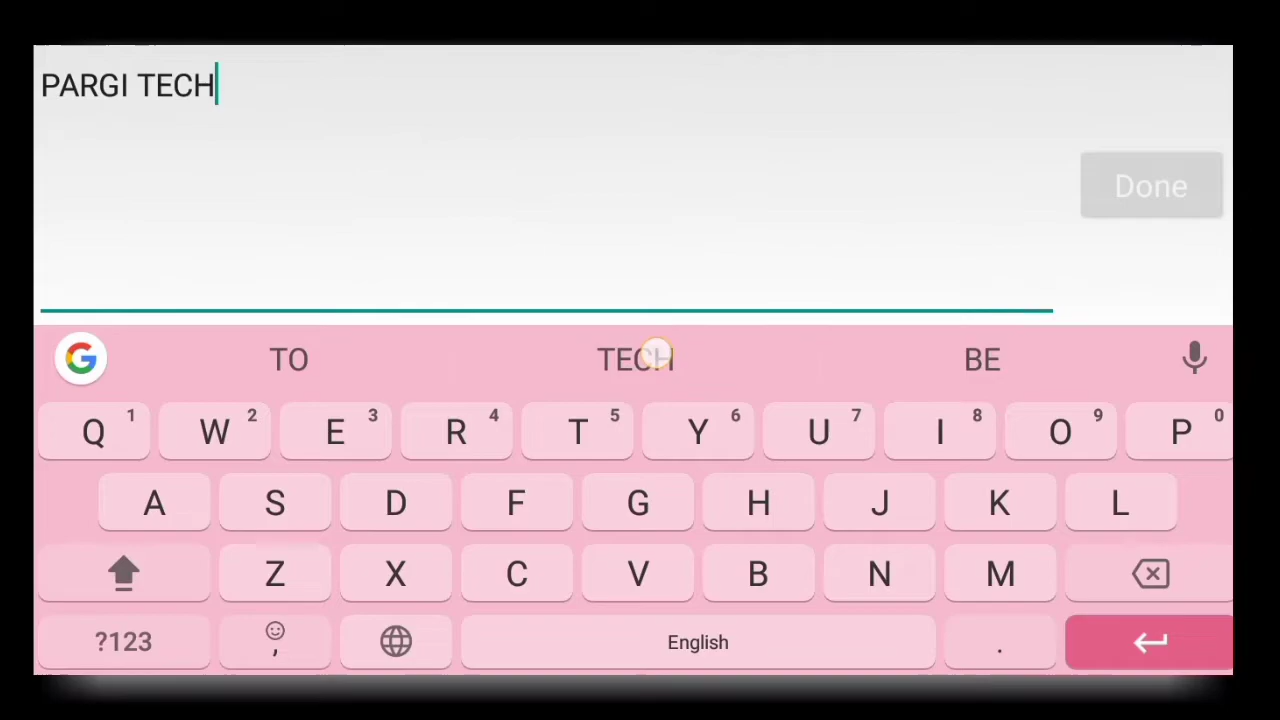 PARGI TECH
Done
TO TECH BE
Q 1 W 2 E 3 R 4 T 5 Y 6 U 7 I 8 O 9 P 0
A S D F G H J K L
Z X C V B N M
?123 , English .